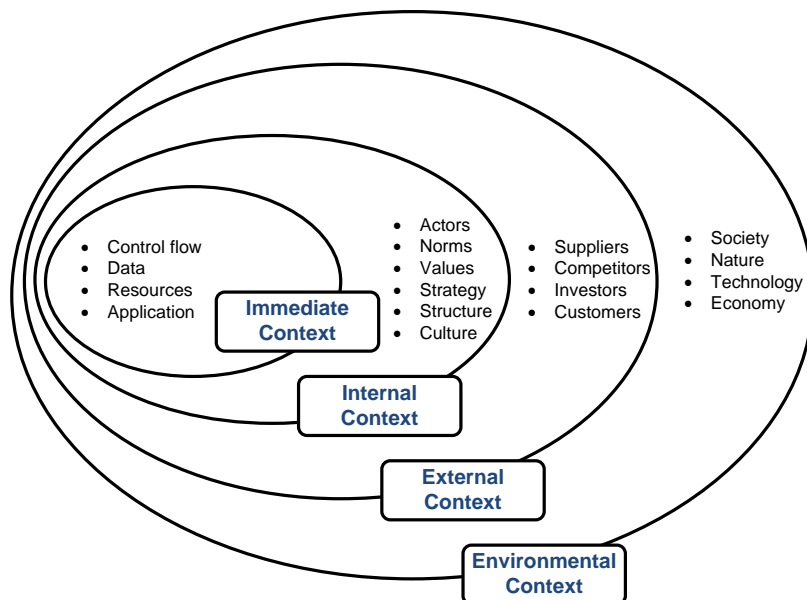 • Control flow
• Data
• Resources
• Application
Immediate
Context
• Actors
• Norms
• Values
• Strategy
• Structure
• Culture
Internal
Context
• Suppliers
• Competitors
• Investors
• Customers
External
Context
• Society
• Nature
• Technology
• Economy
Environmental
Context